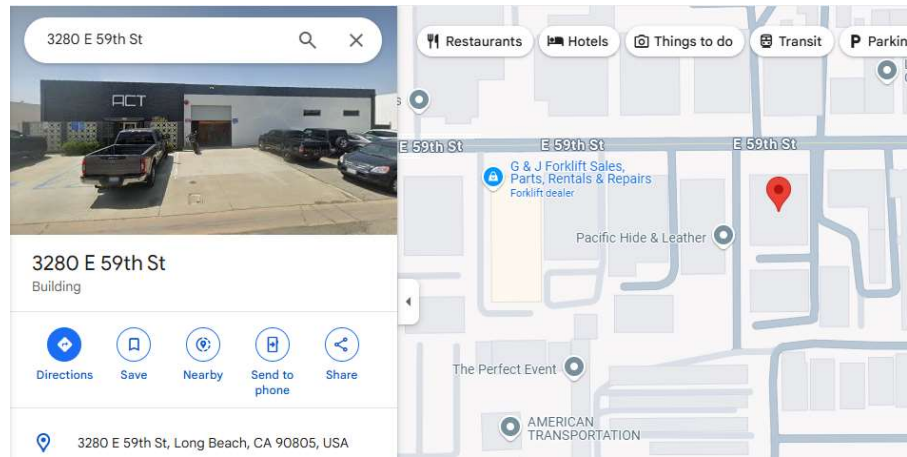 3280 E 59th St
ACT
3280 E 59th St
Building
Directions
Save
Nearby
Send to
phone
Share
3280 E 59th St, Long Beach, CA 90805, USA
Restaurants
Hotels
Things to do
Transit
P Parkin
s
E 59th St
E 59th St
E 59th St
G & J Forklift Sales,
Parts, Rentals & Repairs
Forklift dealer
Pacific Hide & Leather
The Perfect Event
AMERICAN
TRANSPORTATION